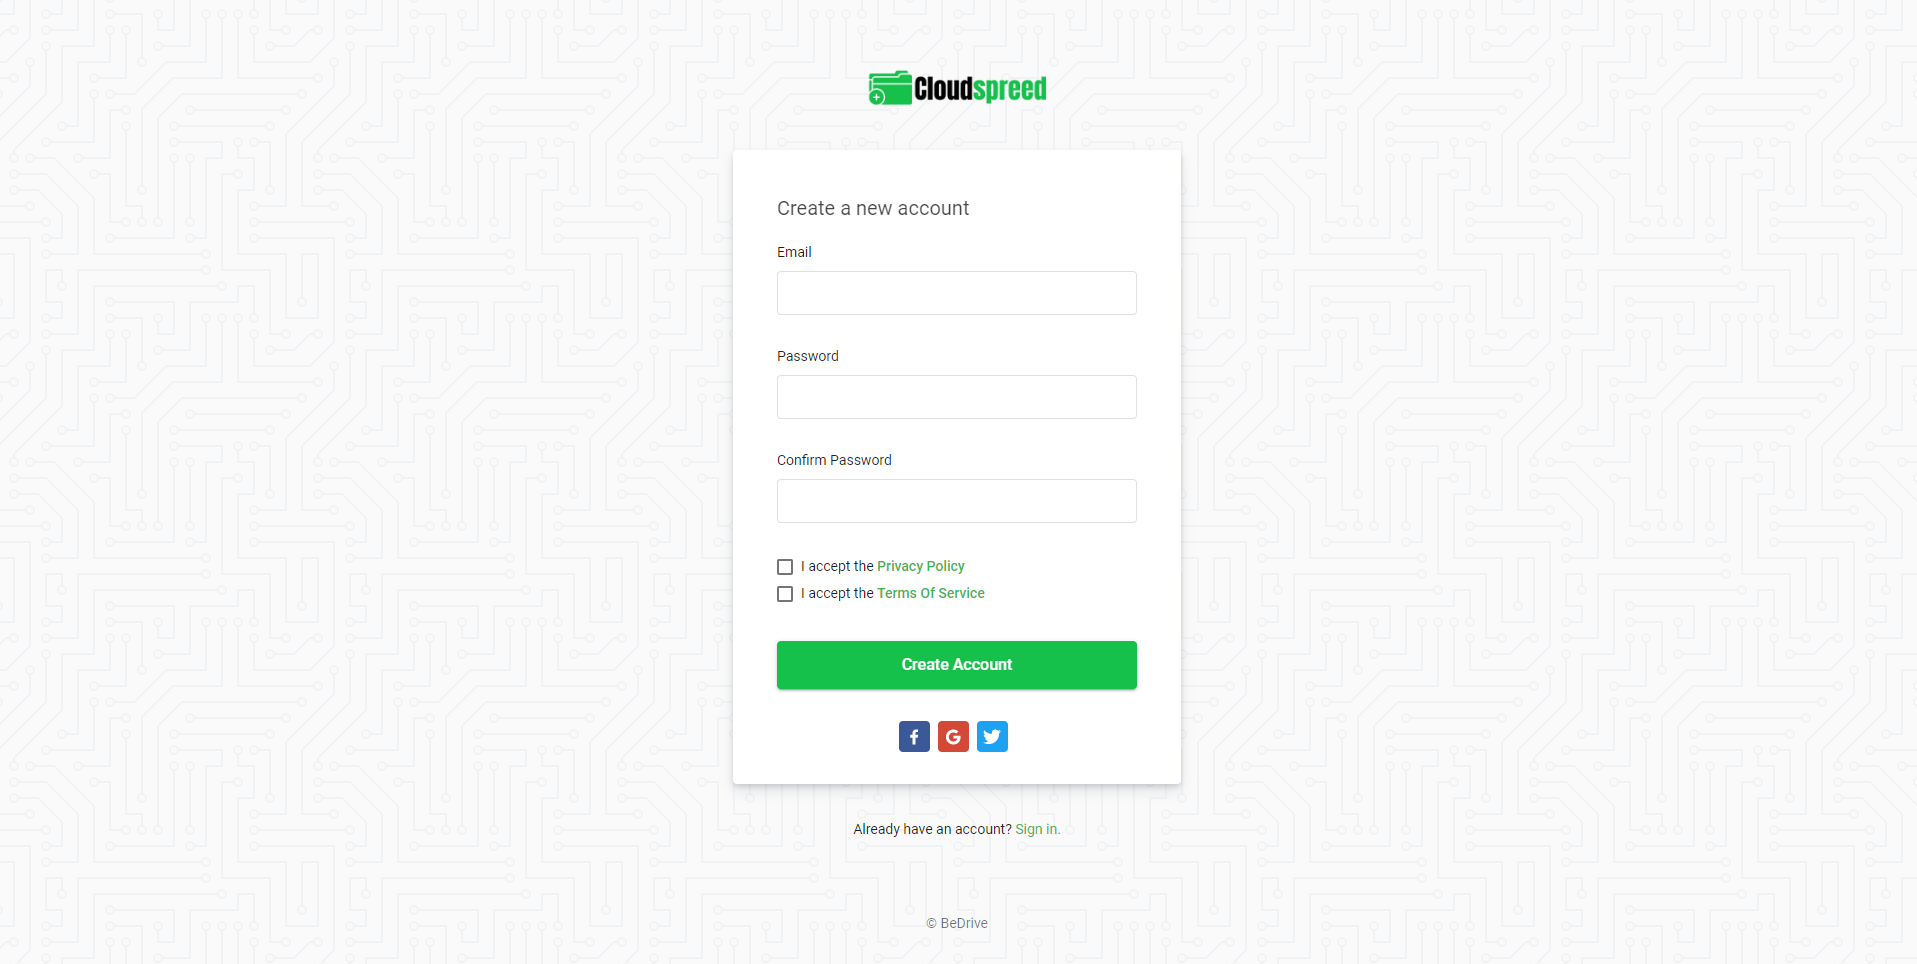 Cloudspreed
Create a new account
Email
Password
Confirm Password
I accept the Privacy Policy
I accept the Terms Of Service
Create Account
Already have an account? Sign in.
© BeDrive